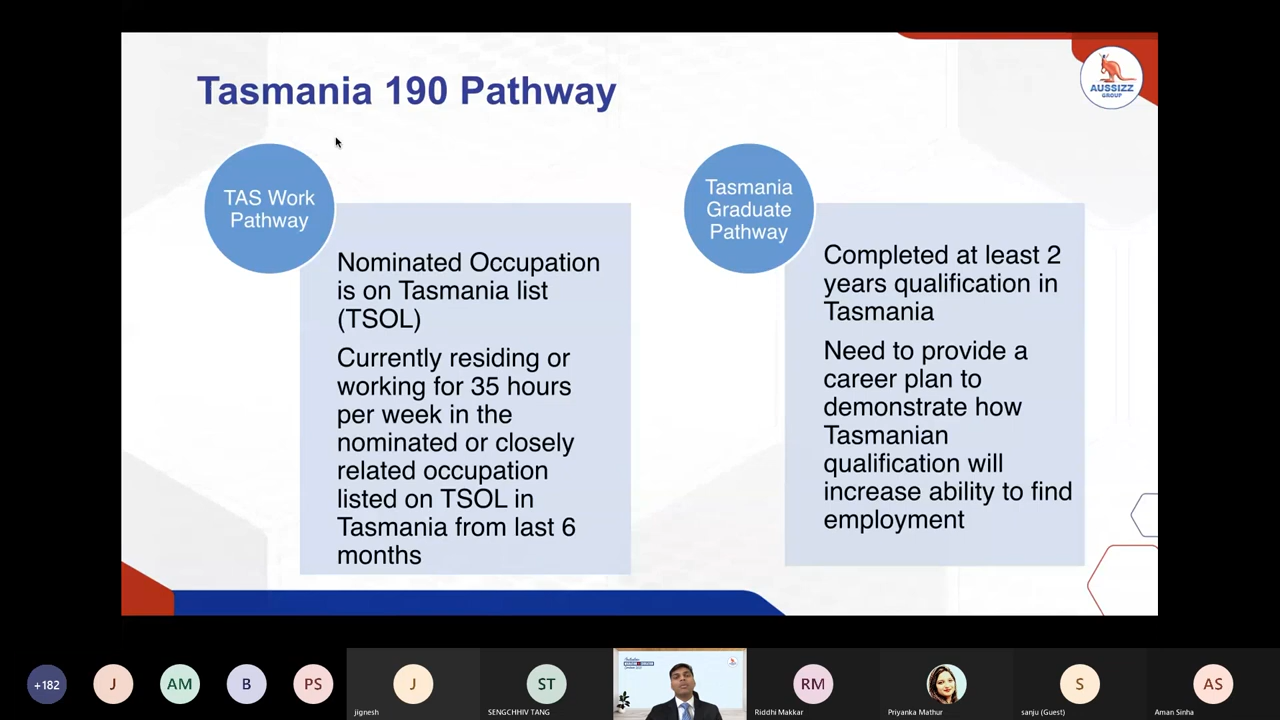 Tasmania 190 Pathway
AUSSIZZ
GROUP
TAS Work
Pathway
Nominated Occupation
is on Tasmania list
(TSOL)
Currently residing or
working for 35 hours
per week in the
nominated or closely
related occupation
listed on TSOL in
Tasmania from last 6
months
Tasmania
Graduate
Pathway
Completed at least 2
years qualification in
Tasmania
Need to provide a
career plan to
demonstrate how
Tasmanian
qualification will
increase ability to find
employment
+182
J
AM
B
PS
J
jignesh
ST
SENGCHHIV TANG
RM
Riddhi Makkar
Priyanka Mathur
S
sanju (Guest)
AS
Aman Sinha